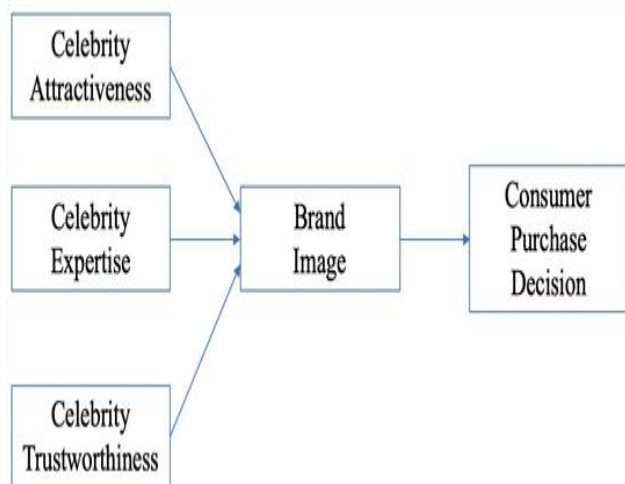 Celebrity
Attractiveness
Celebrity
Expertise
Celebrity
Trustworthiness
Brand
Image
Consumer
Purchase
Decision